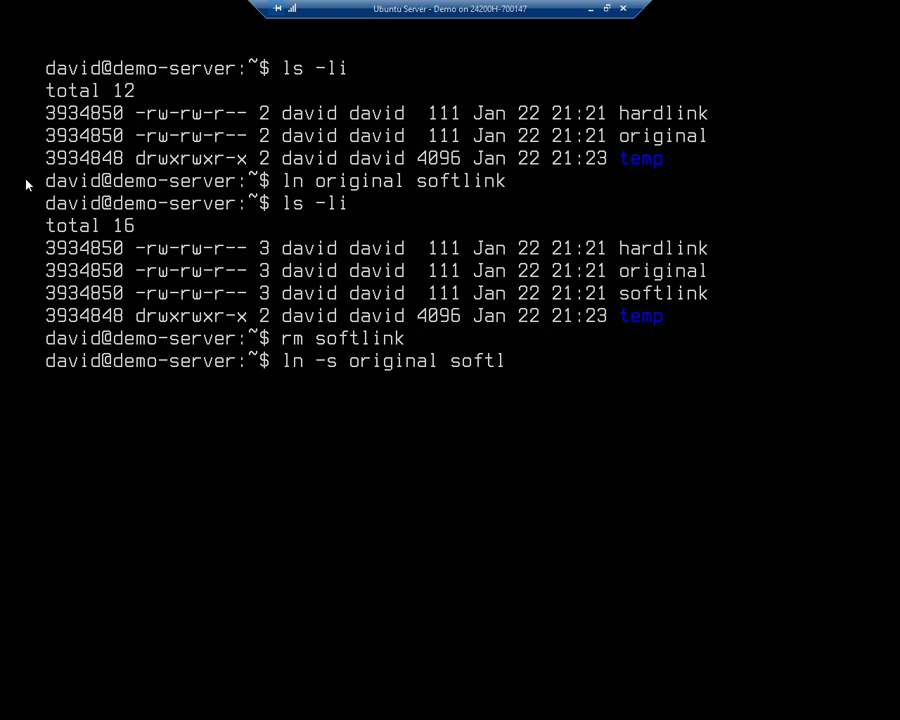 Ubuntu Server - Demo on 24200H-700147
david@demo-server:~$ ls -li
total 12
3934850 -rw-rw-r-- 2 david david  111 Jan 22 21:21 hardlink
3934850 -rw-rw-r-- 2 david david  111 Jan 22 21:21 original
3934848 drwxrwxr-x 2 david david 4096 Jan 22 21:23 temp
david@demo-server:~$ ln original softlink
david@demo-server:~$ ls -li
total 16
3934850 -rw-rw-r-- 3 david david  111 Jan 22 21:21 hardlink
3934850 -rw-rw-r-- 3 david david  111 Jan 22 21:21 original
3934850 -rw-rw-r-- 3 david david  111 Jan 22 21:21 softlink
3934848 drwxrwxr-x 2 david david 4096 Jan 22 21:23 temp
david@demo-server:~$ rm softlink
david@demo-server:~$ ln -s original softl